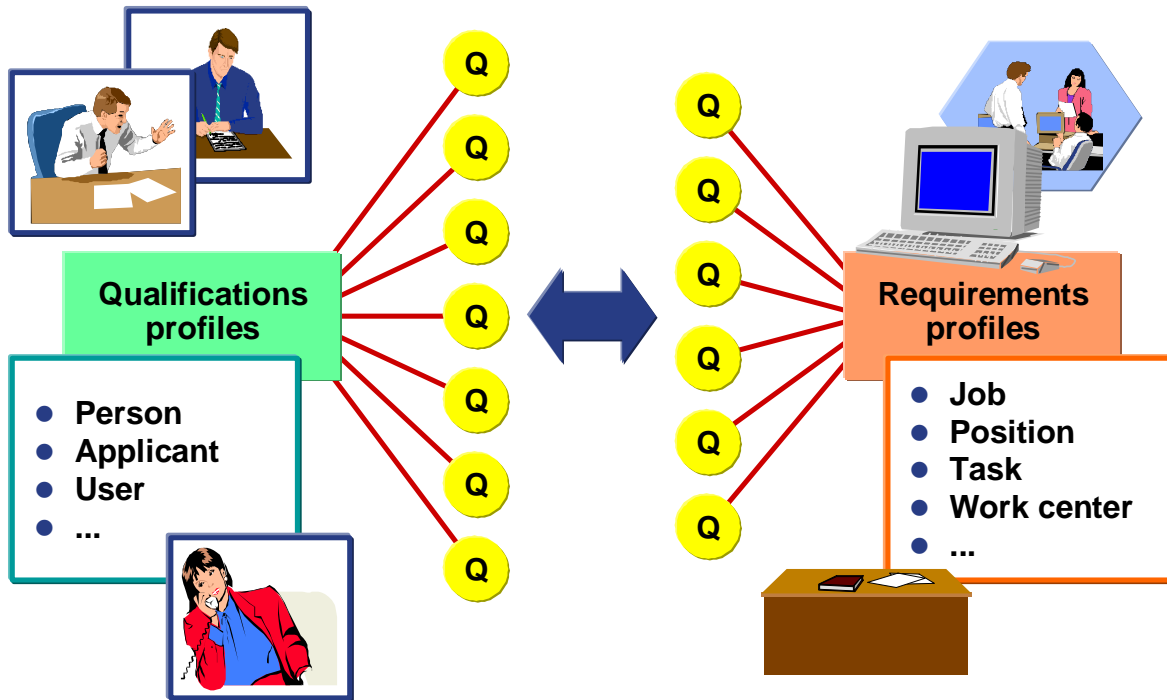 Q
Q
Q
Q
Q
Q
Q
Qualifications
profiles
● Person
● Applicant
● User
● ...
Q
Q
Q
Q
Q
Q
Requirements
profiles
● Job
● Position
● Task
● Work center
● ...